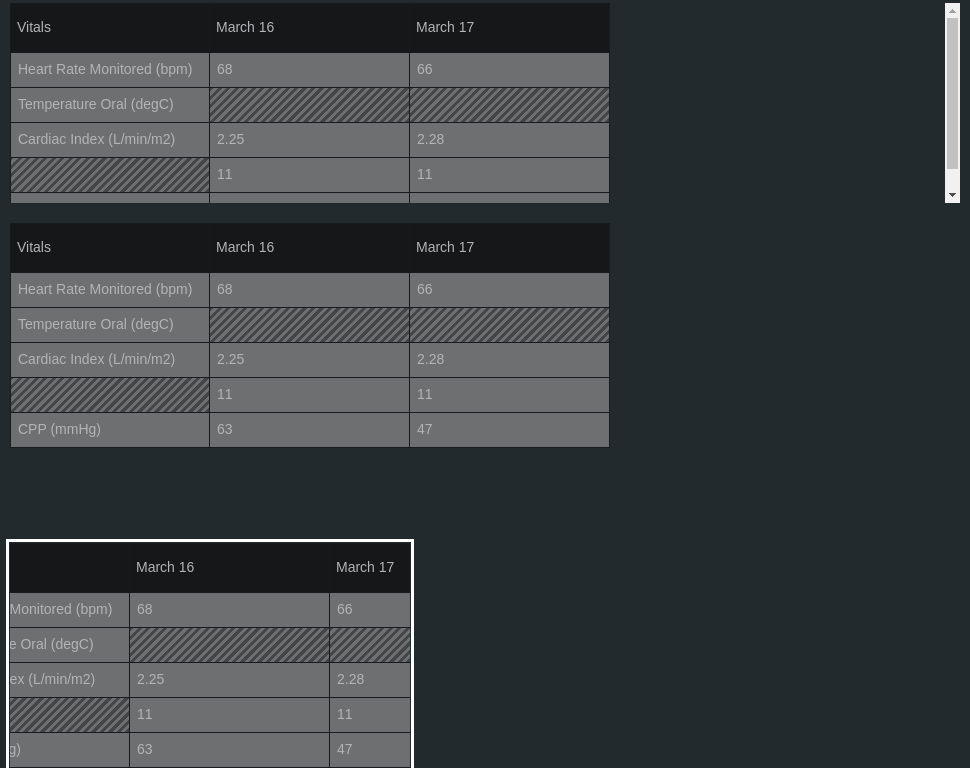 Vitals March 16 March 17
Heart Rate Monitored (bpm) 68 66
Temperature Oral (degC)
Cardiac Index (L/min/m2) 2.25 2.28
11 11
Vitals March 16 March 17
Heart Rate Monitored (bpm) 68 66
Temperature Oral (degC)
Cardiac Index (L/min/m2) 2.25 2.28
11 11
CPP (mmHg) 63 47
March 16 March 17
Monitored (bpm) 68 66
e Oral (degC)
ex (L/min/m2) 2.25 2.28
11 11
g) 63 47